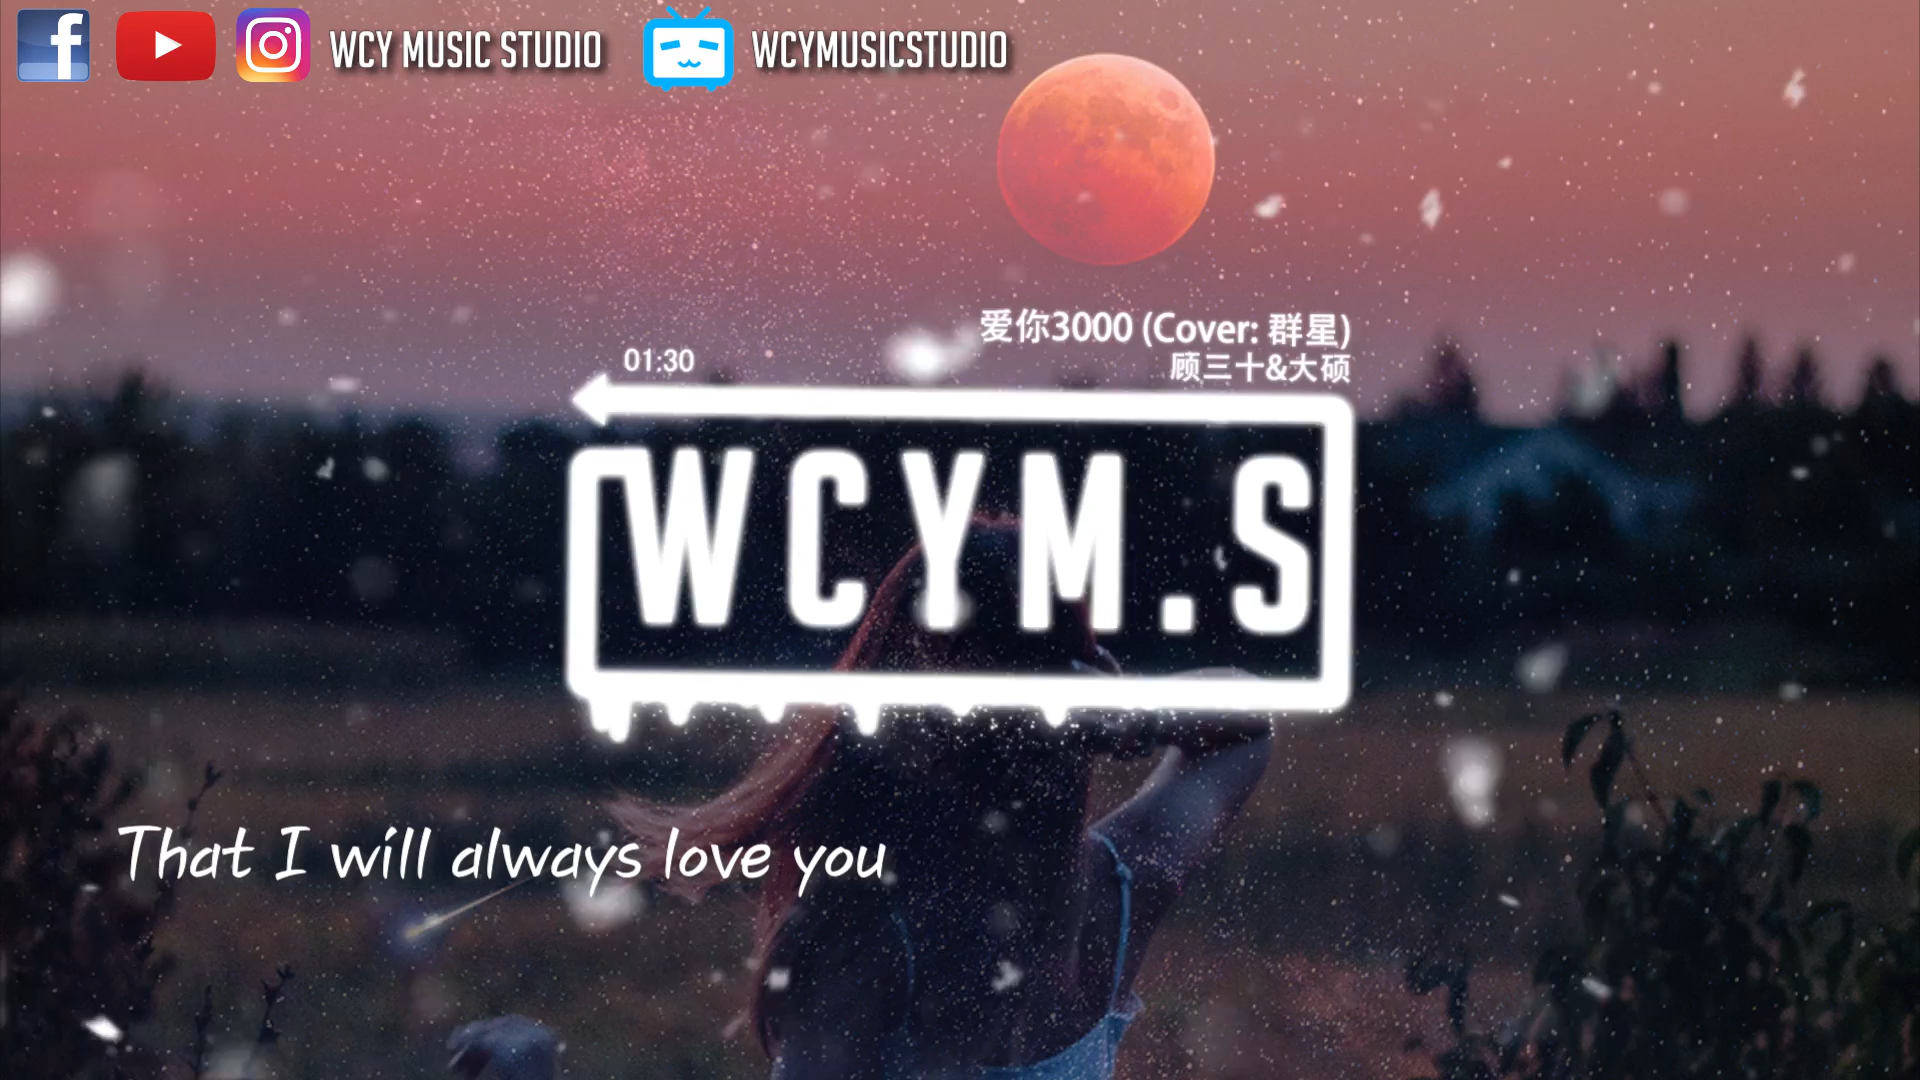 WCY MUSIC STUDIO
WCYMUSICSTUDIO
爱你3000 (Cover: 群星)
01:30
顾三十&大硕
WCYM.S
That I will always love you